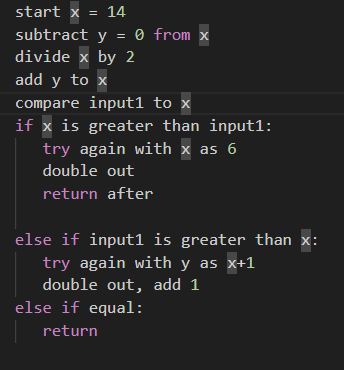 start x = 14
subtract y = 0 from x
divide x by 2
add y to x
compare input1 to x
if x is greater than input1:
try again with x as 6
double out
return after
else if input1 is greater than x:
try again with y as x+1
double out, add 1
else if equal:
return